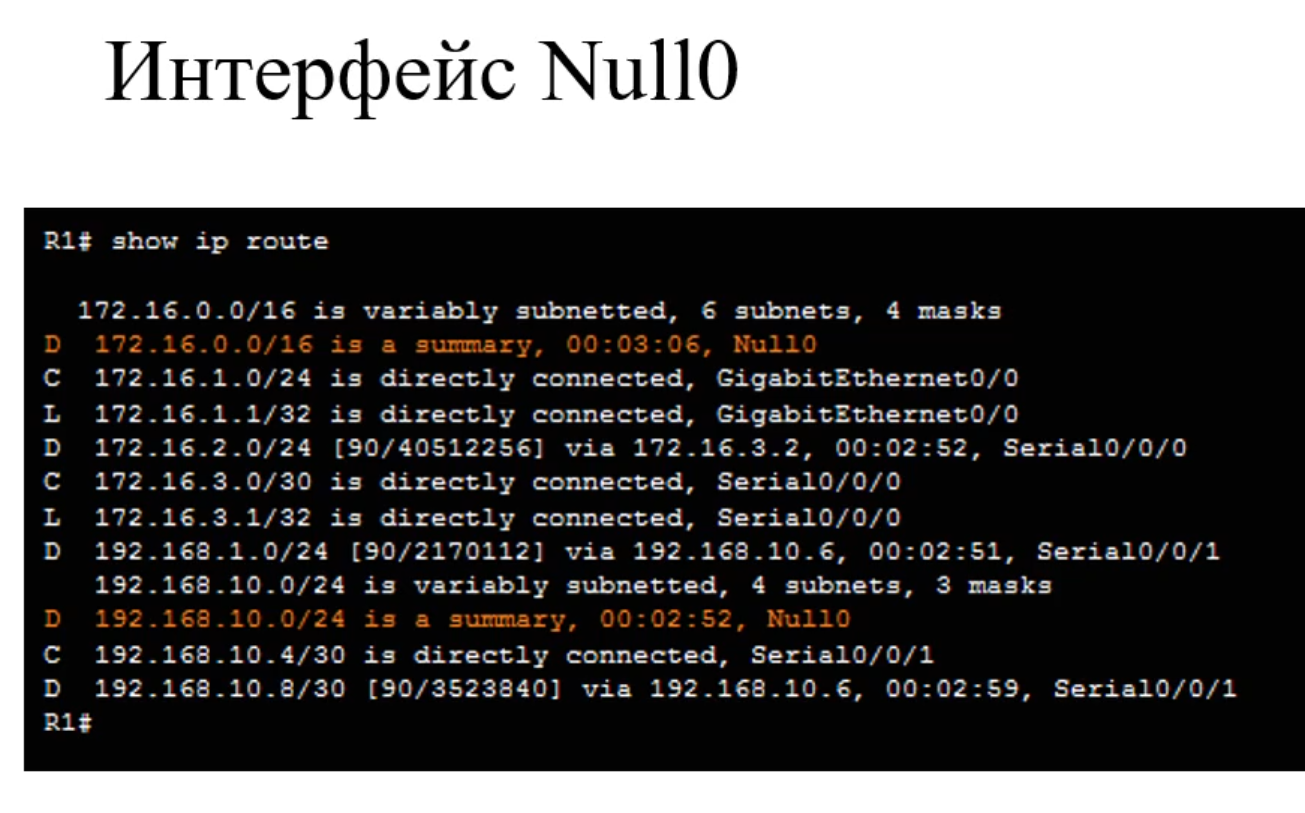 Интерфейс Null0
R1# show ip route
172.16.0.0/16 is variably subnetted, 6 subnets, 4 masks
D 172.16.0.0/16 is a summary, 00:03:06, Null0
C 172.16.1.0/24 is directly connected, GigabitEthernet0/0
L 172.16.1.1/32 is directly connected, GigabitEthernet0/0
D 172.16.2.0/24 [90/40512256] via 172.16.3.2, 00:02:52, Serial0/0/0
C 172.16.3.0/30 is directly connected, Serial0/0/0
L 172.16.3.1/32 is directly connected, Serial0/0/0
D 192.168.1.0/24 [90/2170112] via 192.168.10.6, 00:02:51, Serial0/0/1
192.168.10.0/24 is variably subnetted, 4 subnets, 3 masks
D 192.168.10.0/24 is a summary, 00:02:52, Null0
C 192.168.10.4/30 is directly connected, Serial0/0/1
D 192.168.10.8/30 [90/3523840] via 192.168.10.6, 00:02:59, Serial0/0/1
R1#